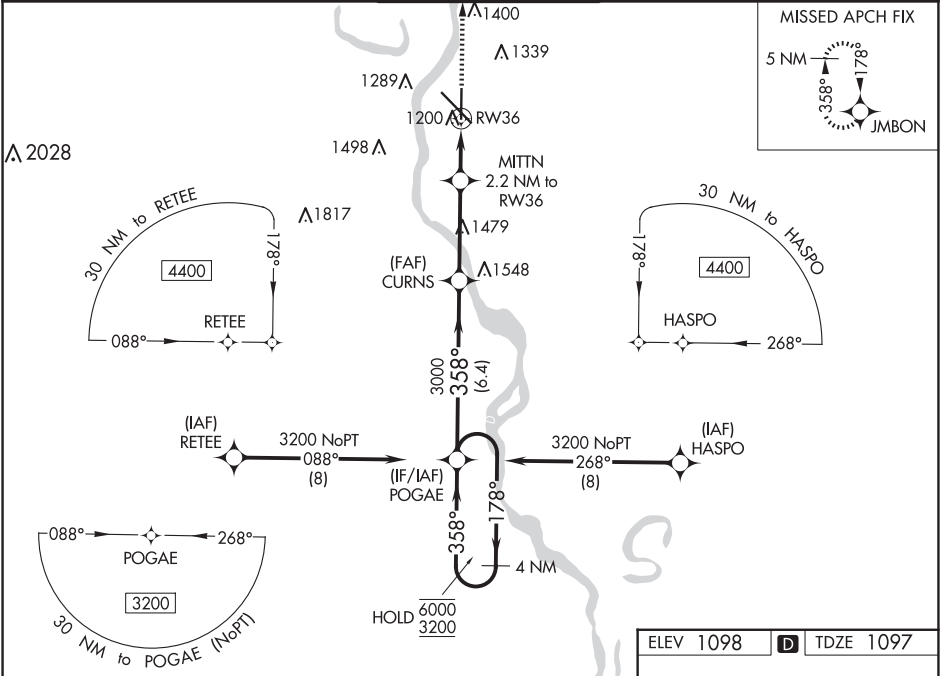 1400
1339
1289
1200
RW36
1498
2028
MITTN
2.2 NM to
RW36
MISSED APCH FIX
5 NM
358°
178°
JMBON
30 NM to RETEE
178°
4400
RETEE
088°
1817
1479
(FAF)
CURNS
1548
30 NM to HASPO
178°
4400
HASPO
268°
3000
358°
(6.4)
(IAF)
RETEE
3200 NoPT
088°
(8)
(IF/IAF)
POGAE
3200 NoPT
268°
(8)
(IAF)
HASPO
358°
178°
4 NM
HOLD
6000
3200
088°
268°
POGAE
3200
30 NM to POGAE (NoPT)
ELEV 1098
D
TDZE 1097